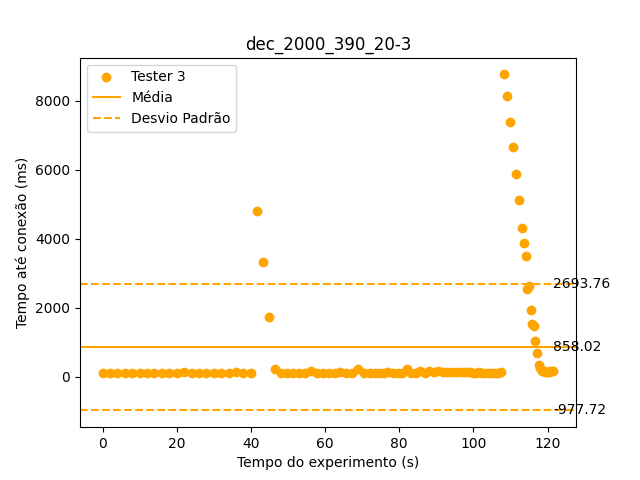 dec_2000_390_20-3
Tester 3
Média
Desvio Padrão
Tempo até conexão (ms)
8000
6000
4000
2000
0
2693.76
858.02
-977.72
0 20 40 60 80 100 120
Tempo do experimento (s)